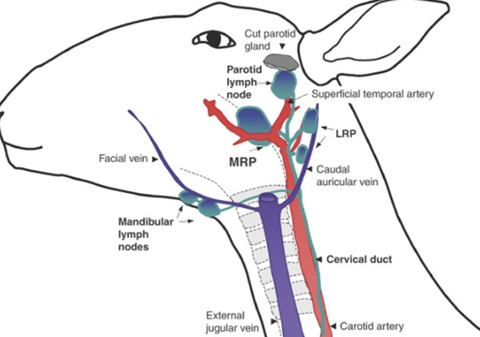 Cut parotid
gland
Parotid
lymph
node
Superficial temporal artery
LRP
MRP
Facial vein
Caudal
auricular vein
Mandibular
lymph
nodes
Cervical duct
External
jugular vein
Carotid artery